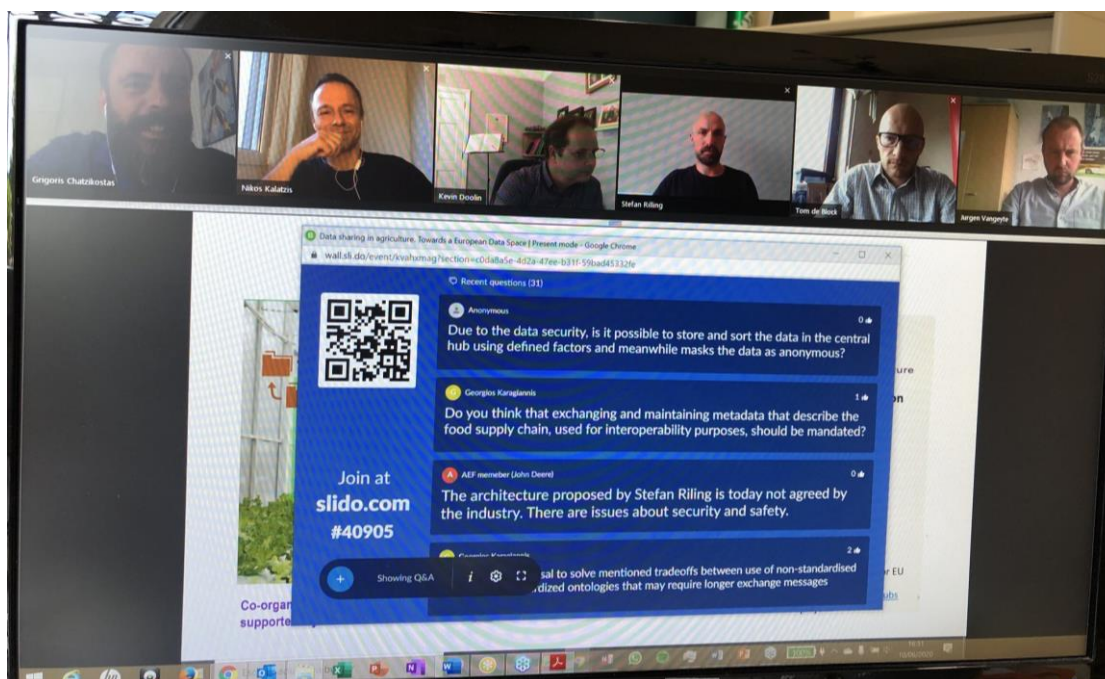 Grigoris Chatzikostas
Nikos Kalatzis
Kevin Doolin
Stefan Rilling
Tom de Block
Jurgen Vangeyte
Data sharing in agriculture. Towards a European Data Space | Present mode - Google Chrome
wall.sli.do/event/kvahxmag?section=c0da8a5e-4d2a-47ee-b31f-59bad45332fe
Recent questions (31)
Anonymous
0
Due to the data security, is it possible to store and sort the data in the central
hub using defined factors and meanwhile masks the data as anonymous?
G
Georgios Karagiannis
1
Do you think that exchanging and maintaining metadata that describe the
food supply chain, used for interoperability purposes, should be mandated?
A
AEF memeber (John Deere)
0
The architecture proposed by Stefan Riling is today not agreed by
the industry. There are issues about security and safety.
Georgios Karagiannis
2
sal to solve mentioned tradeoffs between use of non-standardised
dized ontologies that may require longer exchange messages
Join at
slido.com
#40905
Showing Q&A
ure
on
r EU
ubs
Co-organ
supporte
100%